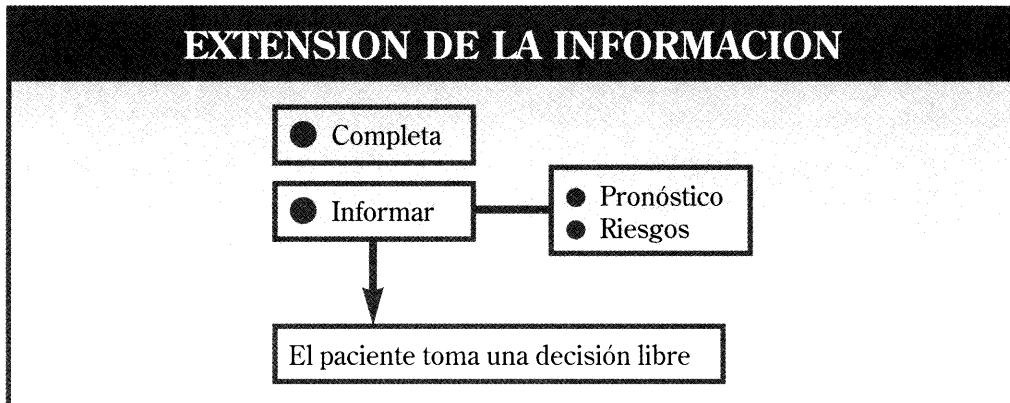 EXTENSION DE LA INFORMACION
Completa
Informar
Pronóstico
Riesgos
El paciente toma una decisión libre